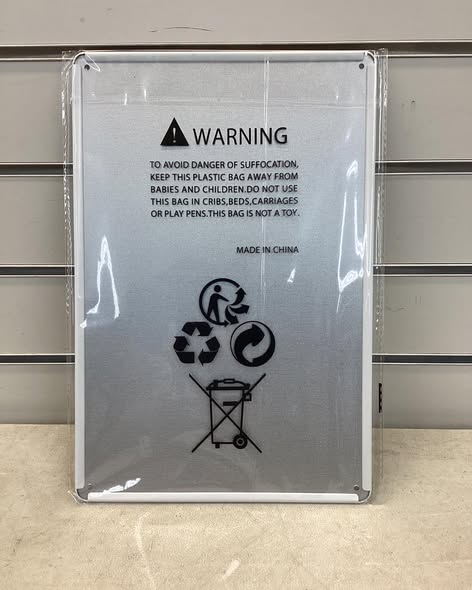 WARNING
TO AVOID DANGER OF SUFFOCATION,
KEEP THIS PLASTIC BAG AWAY FROM
BABIES AND CHILDREN.DO NOT USE
THIS BAG IN CRIBS,BEDS,CARRIAGES
OR PLAY PENS.THIS BAG IS NOT A TOY.
MADE IN CHINA